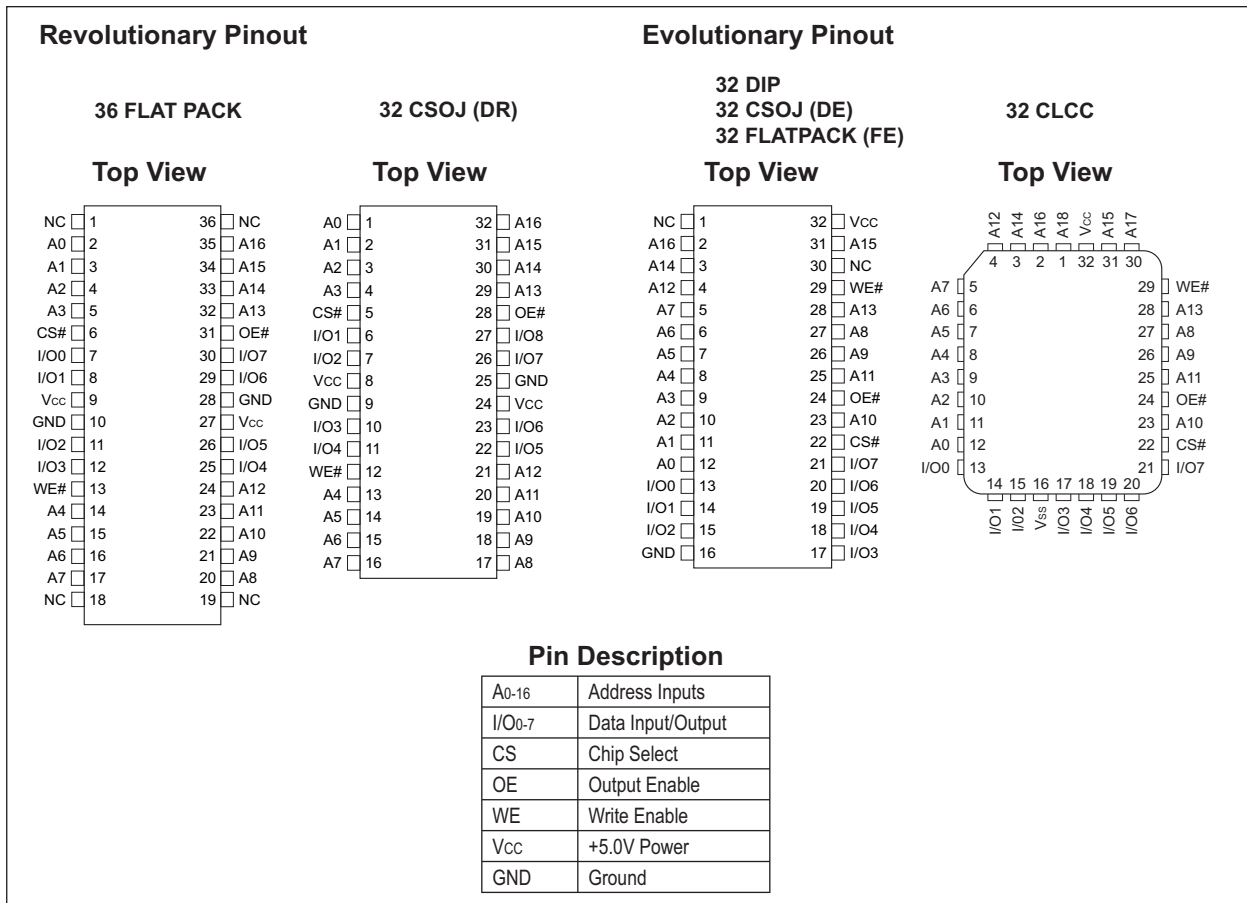 Revolutionary Pinout
Evolutionary Pinout
36 FLAT PACK
32 CSOJ (DR)
32 DIP
32 CSOJ (DE)
32 FLATPACK (FE)
32 CLCC
Top View
Top View
Top View
Top View
NC 1 36 NC
A0 2 35 A16
A1 3 34 A15
A2 4 33 A14
A3 5 32 A13
CS# 6 31 OE#
I/O0 7 30 I/O7
I/O1 8 29 I/O6
Vcc 9 28 GND
GND 10 27 Vcc
I/O2 11 26 I/O5
I/O3 12 25 I/O4
WE# 13 24 A12
A4 14 23 A11
A5 15 22 A10
A6 16 21 A9
A7 17 20 A8
NC 18 19 NC
A0 1 32 A16
A1 2 31 A15
A2 3 30 A14
A3 4 29 A13
CS# 5 28 OE#
I/O1 6 27 I/O8
I/O2 7 26 I/O7
Vcc 8 25 GND
GND 9 24 Vcc
I/O3 10 23 I/O6
I/O4 11 22 I/O5
WE# 12 21 A12
A4 13 20 A11
A5 14 19 A10
A6 15 18 A9
A7 16 17 A8
NC 1 32 Vcc
A16 2 31 A15
A14 3 30 NC
A12 4 29 WE#
A7 5 28 A13
A6 6 27 A8
A5 7 26 A9
A4 8 25 A11
A3 9 24 OE#
A2 10 23 A10
A1 11 22 CS#
A0 12 21 I/O7
I/O0 13 20 I/O6
I/O1 14 19 I/O5
I/O2 15 18 I/O4
GND 16 17 I/O3
A12 A14 A16 A18 Vcc A15 A17
4 3 2 1 32 31 30
A7 5 29 WE#
A6 6 28 A13
A5 7 27 A8
A4 8 26 A9
A3 9 25 A11
A2 10 24 OE#
A1 11 23 A10
A0 12 22 CS#
I/O0 13 21 I/O7
14 15 16 17 18 19 20
I/O1 I/02 Vss I/O3 I/O4 I/O5 I/O6
Pin Description
A0-16 Address Inputs
I/O0-7 Data Input/Output
CS Chip Select
OE Output Enable
WE Write Enable
Vcc +5.0V Power
GND Ground